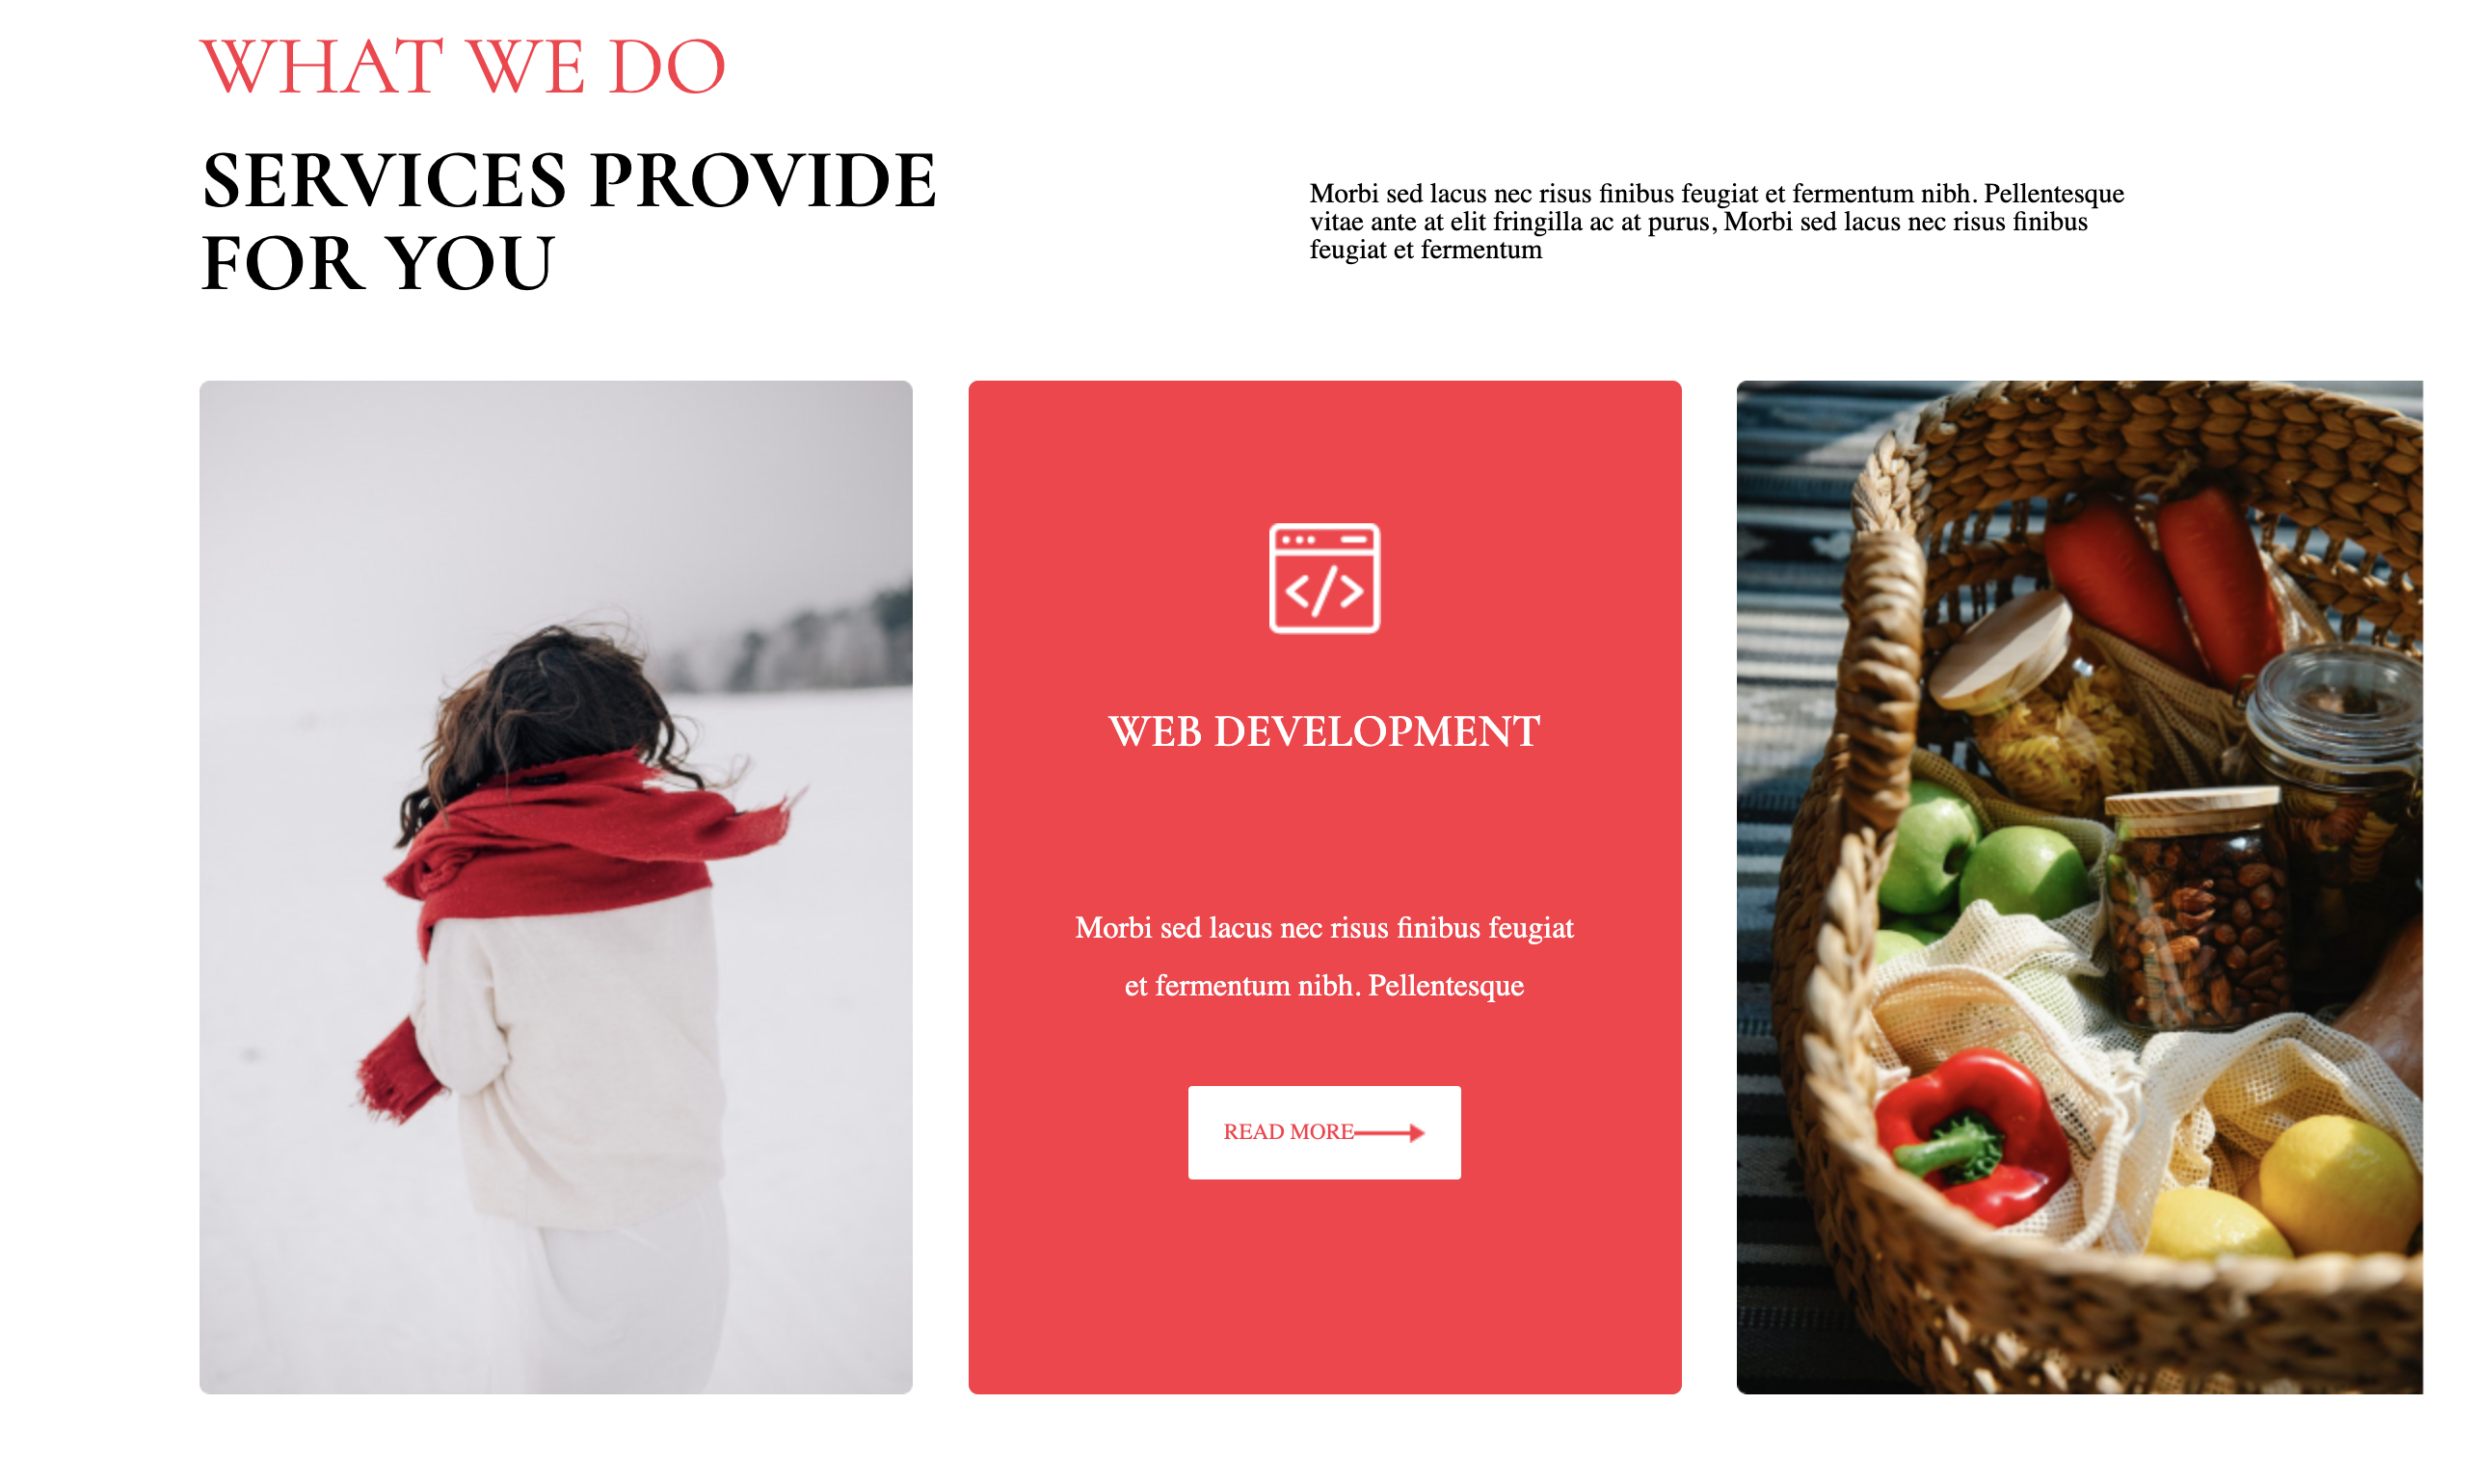 WHAT WE DO
SERVICES PROVIDE
FOR YOU
Morbi sed lacus nec risus finibus feugiat et fermentum nibh. Pellentesque
vitae ante at elit fringilla ac at purus, Morbi sed lacus nec risus finibus
feugiat et fermentum
</>
WEB DEVELOPMENT
Morbi sed lacus nec risus finibus feugiat
et fermentum nibh. Pellentesque
READ MORE